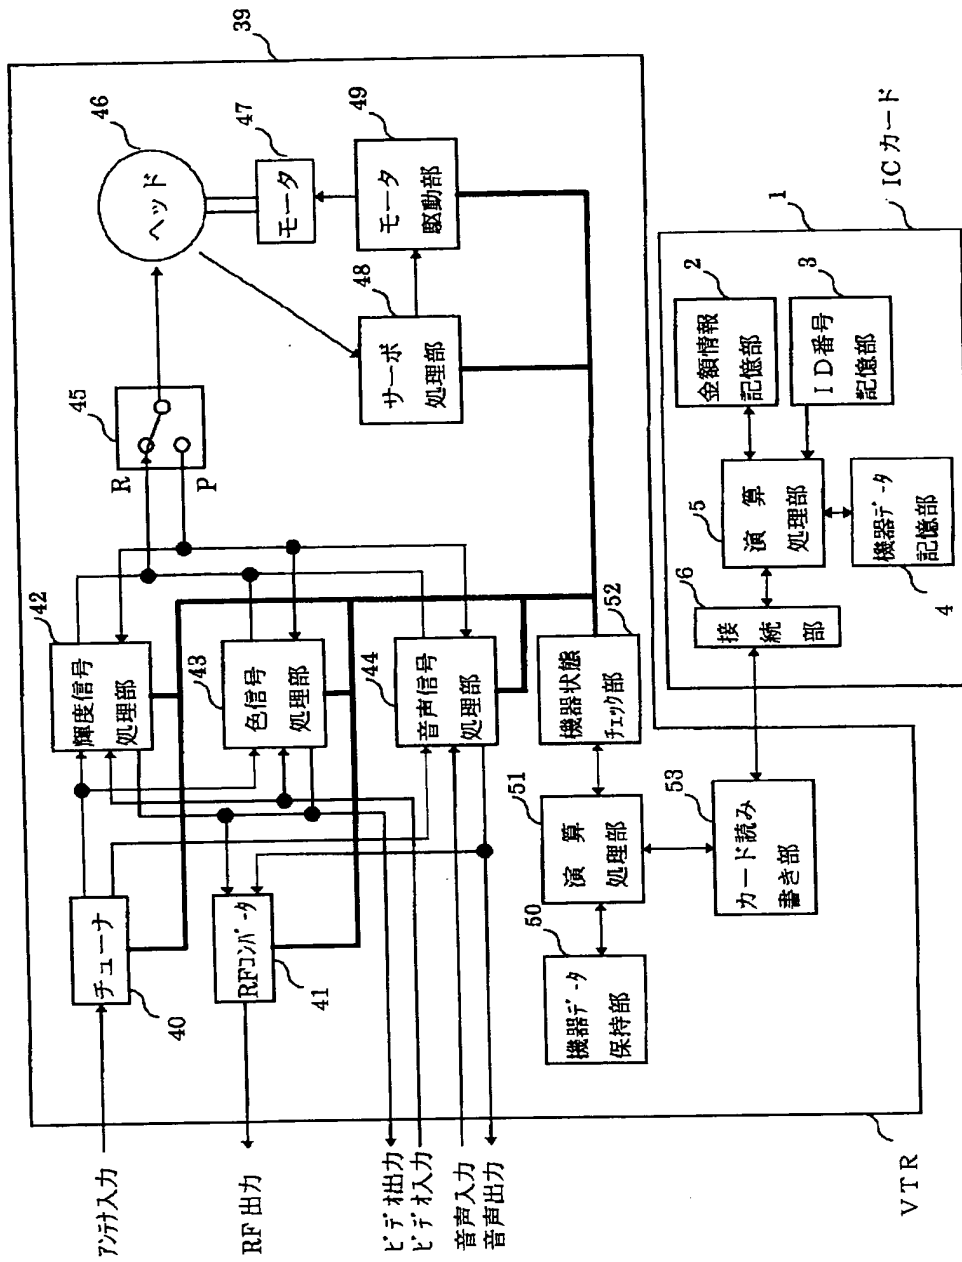 39
46
ヘッド
47
モータ
49
モータ
駆動部
48
サーボ
処理部
45
R
P
42
輝度信号
処理部
43
色信号
処理部
44
音声信号
処理部
52
機器状態
チェック部
51
演算
処理部
50
機器データ
保持部
53
カード読み
書き部
チューナ
40
RFコンバータ
41
アンテナ入力
RF出力
ビデオ出力
ビデオ入力
音声入力
音声出力
VTR
ICカード
1
2
金額情報
記憶部
3
ID番号
記憶部
5
演算
処理部
機器データ
記憶部
4
6
接続部